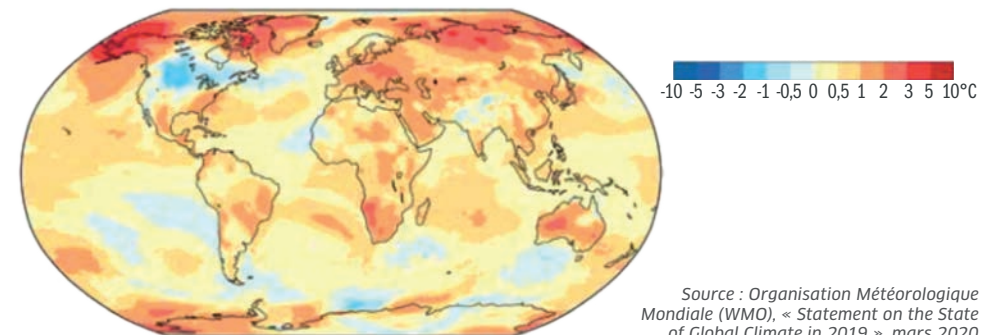 -10 -5 -3 -2 -1 -0,5 0 0,5 1 2 3 5 10°C
Source : Organisation Météorologique
Mondiale (WMO), « Statement on the State
of Global Climate in 2019 », mars 2020